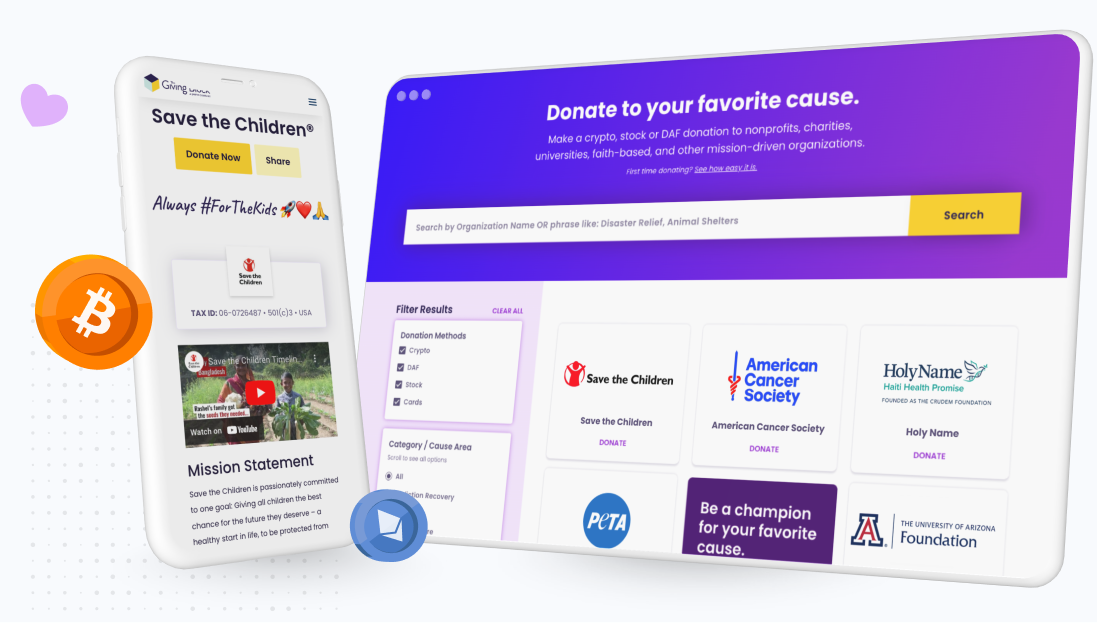 The Giving Block
Save the Children®
Donate Now
Share
Always #ForTheKids 🚀❤️🙏
Save the
Children
TAX ID: 06-0726487 • 501(c)3 • USA
Save the Children Timelin
Bangladesh
Rashel's family got
the seeds they needed...
Watch on YouTube
Mission Statement
Save the Children is passionately committed
to one goal: Giving all children the best
chance for the future they deserve – a
healthy start in life, to be protected from
Donate to your favorite cause.
Make a crypto, stock or DAF donation to nonprofits, charities,
universities, faith-based, and other mission-driven organizations.
First time donating? See how easy it is.
Search by Organization Name OR phrase like: Disaster Relief, Animal Shelters
Search
Filter Results
CLEAR ALL
Donation Methods
Crypto
DAF
Stock
Cards
Category / Cause Area
Scroll to see all options
All
ction Recovery
re
Save the Children
Save the Children
DONATE
American
Cancer
Society
American Cancer Society
DONATE
Holy Name
Haiti Health Promise
FOUNDED AS THE CRUDEM FOUNDATION
Holy Name
DONATE
PeTA
Be a champion
for your favorite
cause.
A
THE UNIVERSITY OF ARIZONA
Foundation